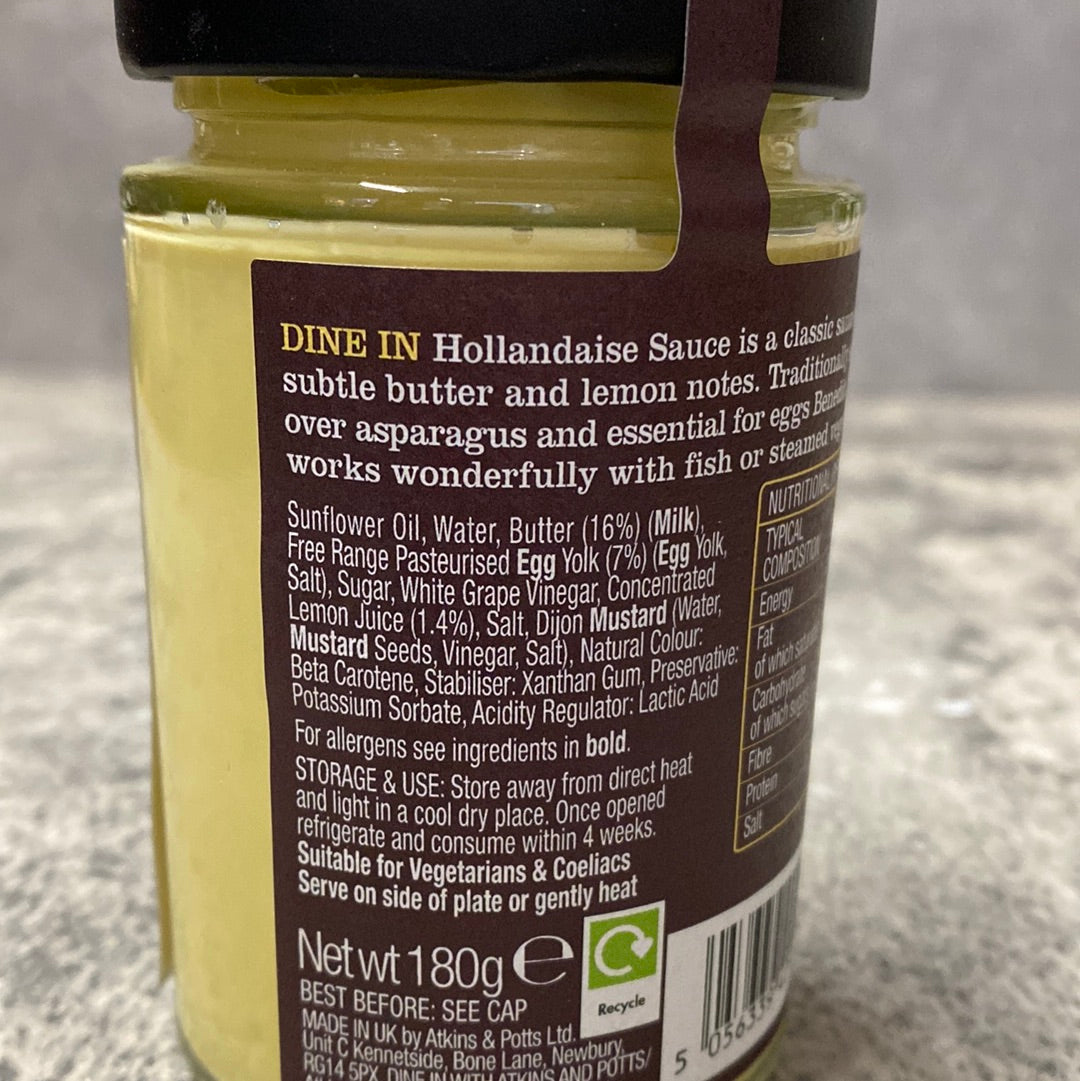 DINE IN Hollandaise Sauce is a classic
subtle butter and lemon notes.
over asparagus and essential for eggs
works wonderfully with fish or steamed
Sunflower Oil, Water, Butter (16%) (Milk),
Free Range Pasteurised Egg Yolk (7%) (Egg Yolk,
Salt), Sugar, White Grape Vinegar, Concentrated
Lemon Juice (1.4%), Salt, Dijon Mustard (Water,
Mustard Seeds, Vinegar, Salt), Natural Colour:
Beta Carotene, Stabiliser: Xanthan Gum, Preservative:
Potassium Sorbate, Acidity Regulator: Lactic Acid
For allergens see ingredients in bold.
STORAGE & USE: Store away from direct heat
and light in a cool dry place. Once opened
refrigerate and consume within 4 weeks.
Suitable for Vegetarians & Coeliacs
Serve on side of plate or gently heat
Net wt 180g e
BEST BEFORE: SEE CAP
MADE IN UK by Atkins & Potts Ltd.
Unit C Kennetside, Bone Lane, Newbury,
RG14 5PX DINE IN WITH ATKINS AND POTTS/
Recycle
NUTRITIONAL
TYPICAL
COMPOSITION
Energy
Fat
of which
Carbohydrate
of which
Fibre
Protein
Salt
5